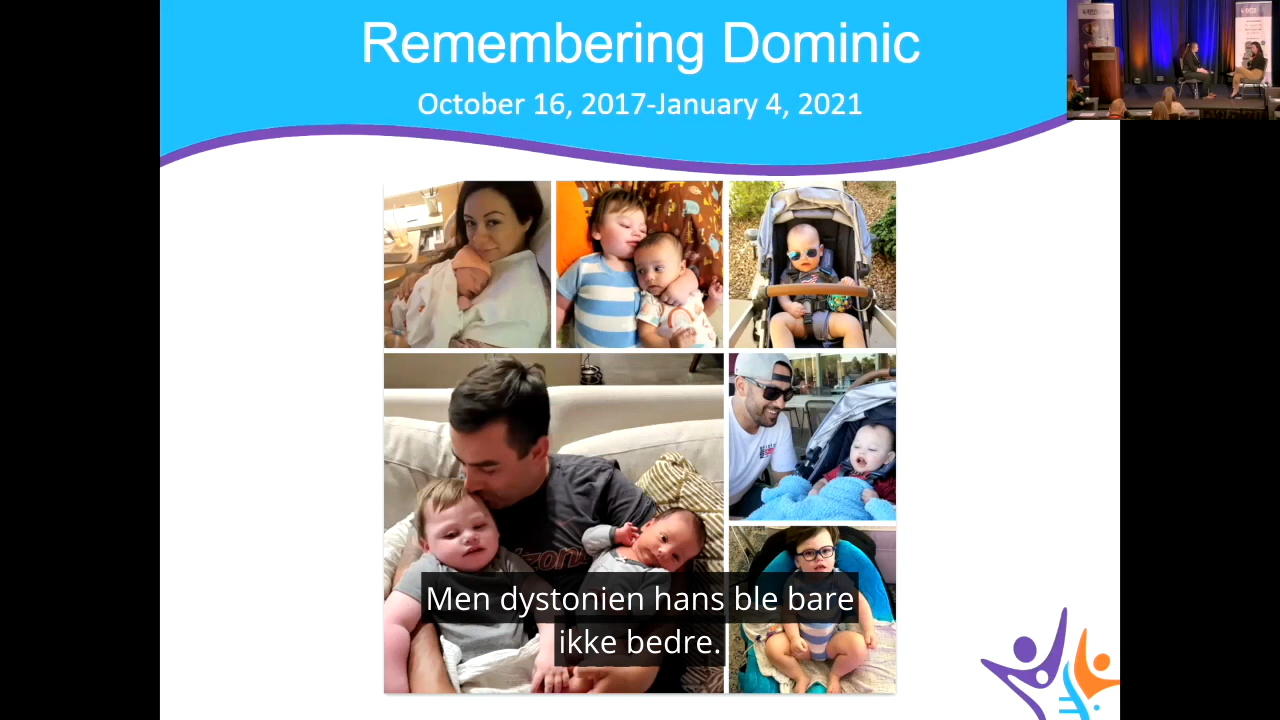 Remembering Dominic
October 16, 2017-January 4, 2021
Men dystonien hans ble bare
ikke bedre.